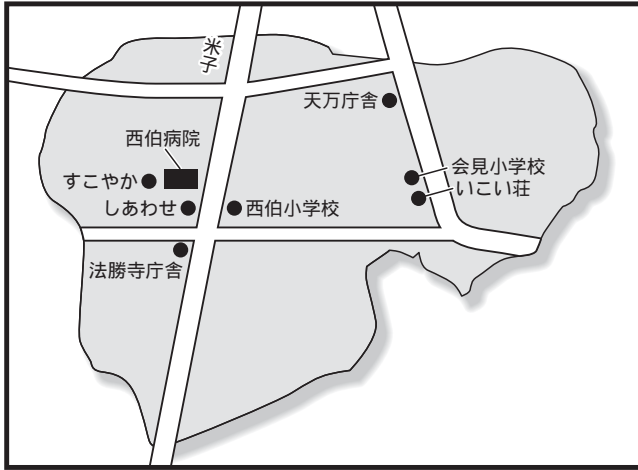 米子
天万庁舎
西伯病院
会見小学校
すこやか
いこい荘
しあわせ
西伯小学校
法勝寺庁舎